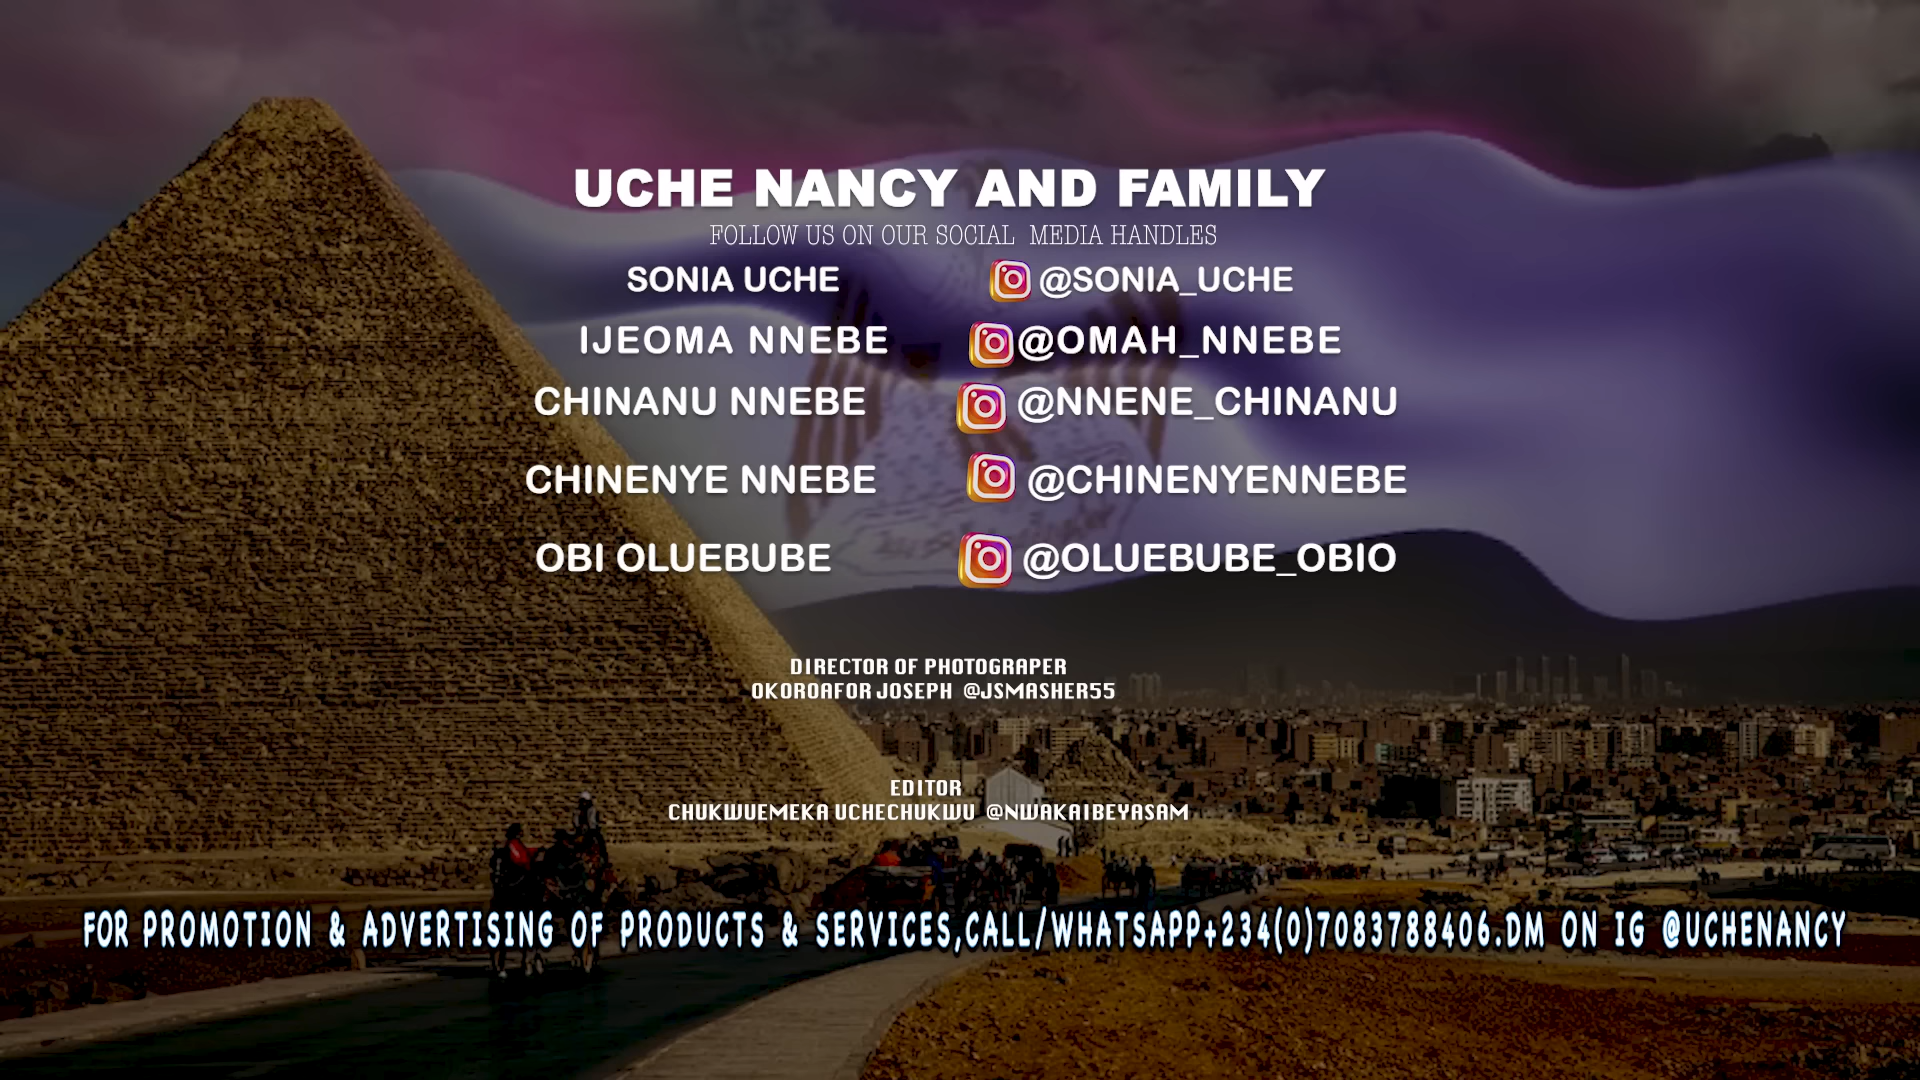 UCHE NANCY AND FAMILY
FOLLOW US ON OUR SOCIAL MEDIA HANDLES
SONIA UCHE @SONIA_UCHE
IJEOMA NNEBE @OMAH_NNEBE
CHINANU NNEBE @NNENE_CHINANU
CHINENYE NNEBE @CHINENYENNEBE
OBI OLUEBUBE @OLUEBUBE_OBIO
DIRECTOR OF PHOTOGRAPER
OKOROAFOR JOSEPH @JSMASHER55
EDITOR
CHUKWUEMEKA UCHECHUKWU @NWAKAIBEYASAM
FOR PROMOTION & ADVERTISING OF PRODUCTS & SERVICES,CALL/WHATSAPP+234(0)7083788406.DM ON IG @UCHENANCY